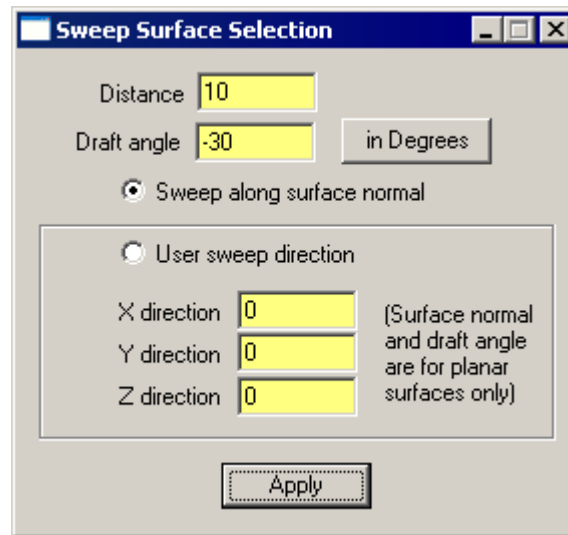 Sweep Surface Selection
Distance 10
Draft angle -30 in Degrees
Sweep along surface normal
User sweep direction
X direction 0 (Surface normal
and draft angle
Y direction 0
are for planar
Z direction 0 surfaces only)
Apply